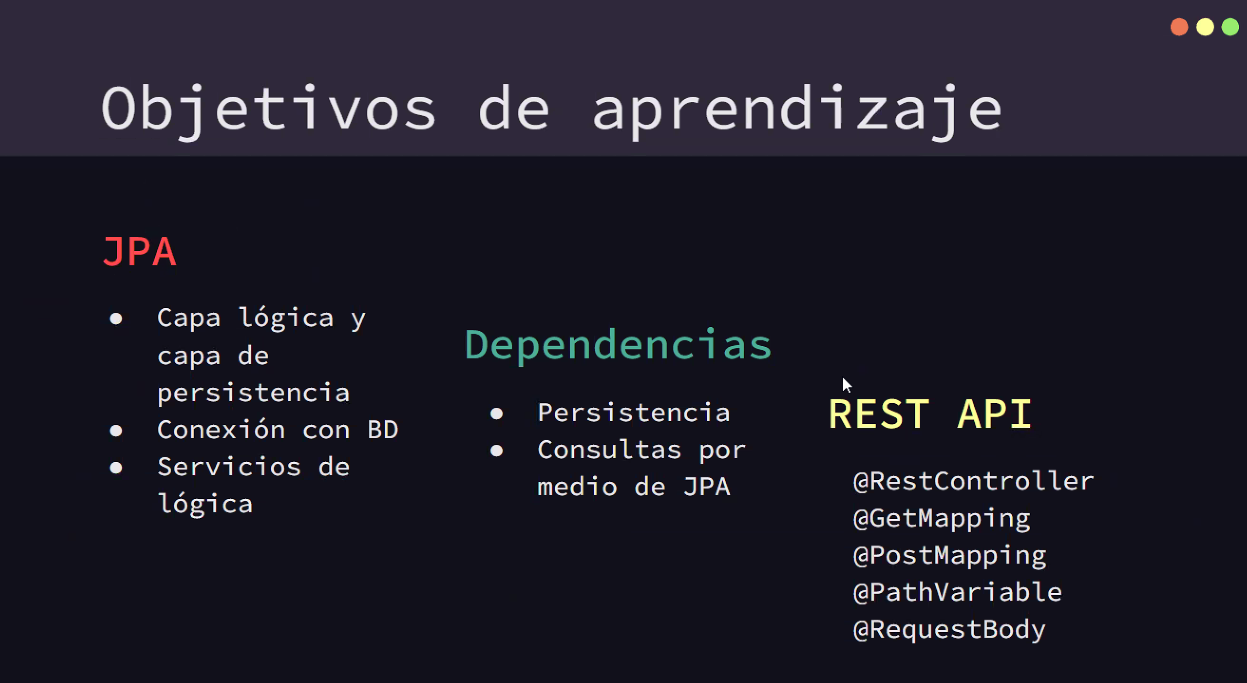 Objetivos de aprendizaje
JPA
● Capa lógica y
capa de
persistencia
● Conexión con BD
● Servicios de
lógica
Dependencias
● Persistencia
● Consultas por
medio de JPA
REST API
@RestController
@GetMapping
@PostMapping
@PathVariable
@RequestBody